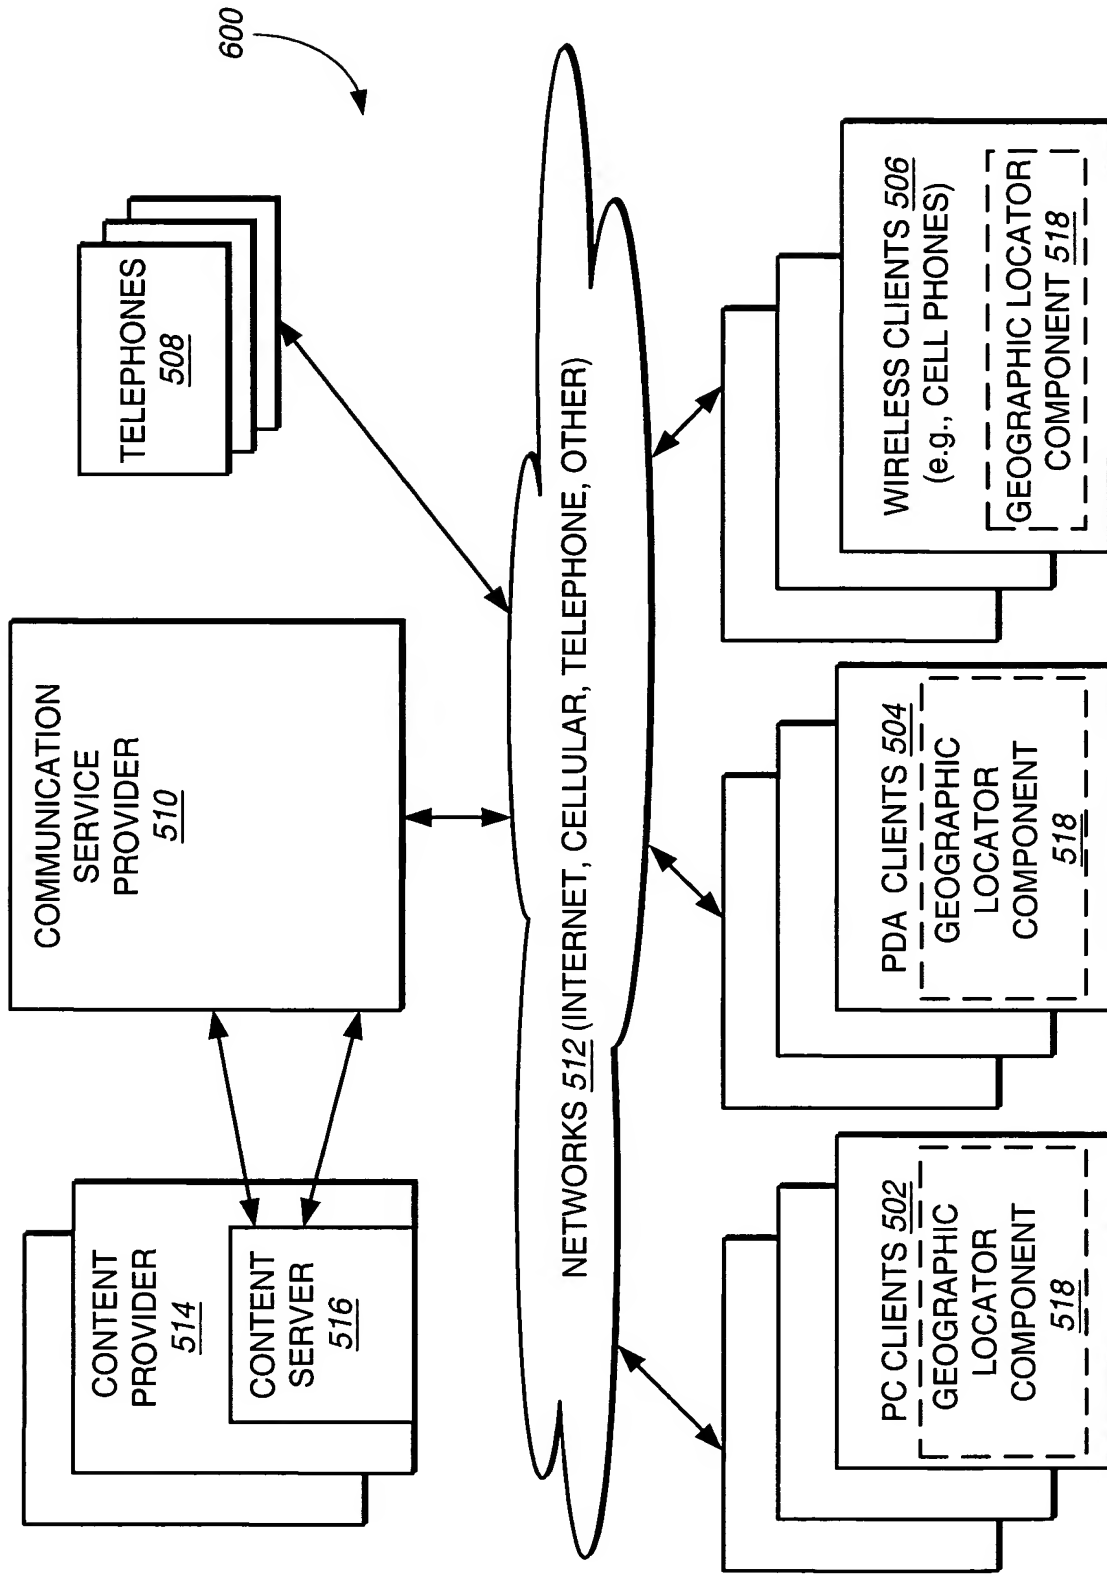 600
CONTENT
PROVIDER
514
CONTENT
SERVER
516
COMMUNICATION
SERVICE
PROVIDER
510
TELEPHONES
508
NETWORKS 512 (INTERNET, CELLULAR, TELEPHONE, OTHER)
PC CLIENTS 502
GEOGRAPHIC
LOCATOR
COMPONENT
518
PDA CLIENTS 504
GEOGRAPHIC
LOCATOR
COMPONENT
518
WIRELESS CLIENTS 506
(e.g., CELL PHONES)
GEOGRAPHIC LOCATOR
COMPONENT 518